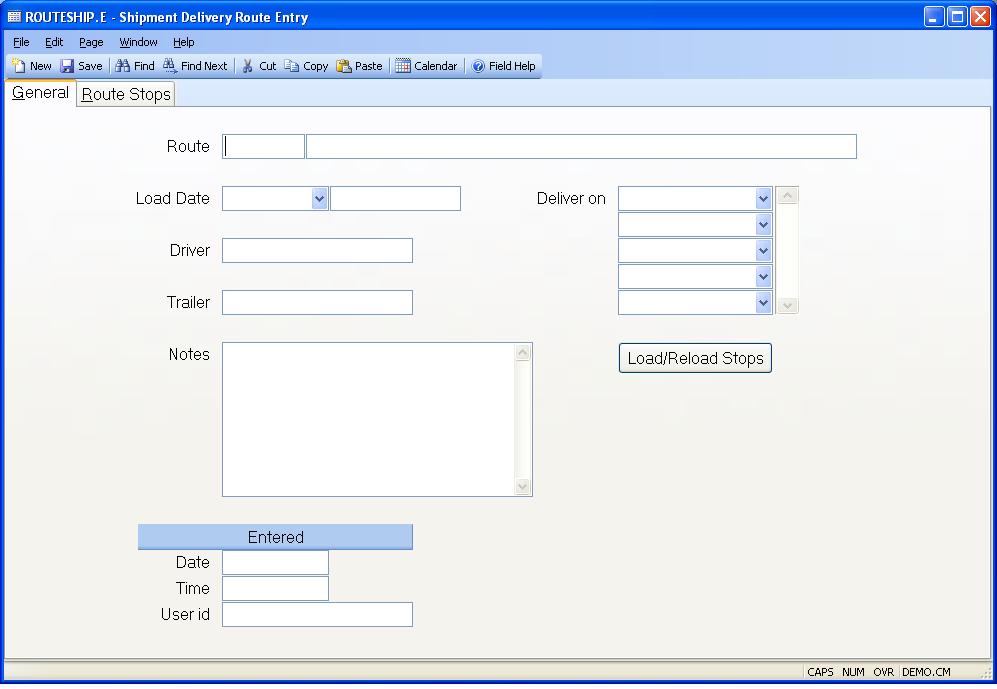 ROUTESHIP.E - Shipment Delivery Route Entry
File Edit Page Window Help
New Save Find Find Next Cut Copy Paste Calendar Field Help
General Route Stops
Route
Load Date Deliver on
Driver
Trailer
Notes Load/Reload Stops
Entered
Date
Time
User id
CAPS NUM OVR DEMO.CM